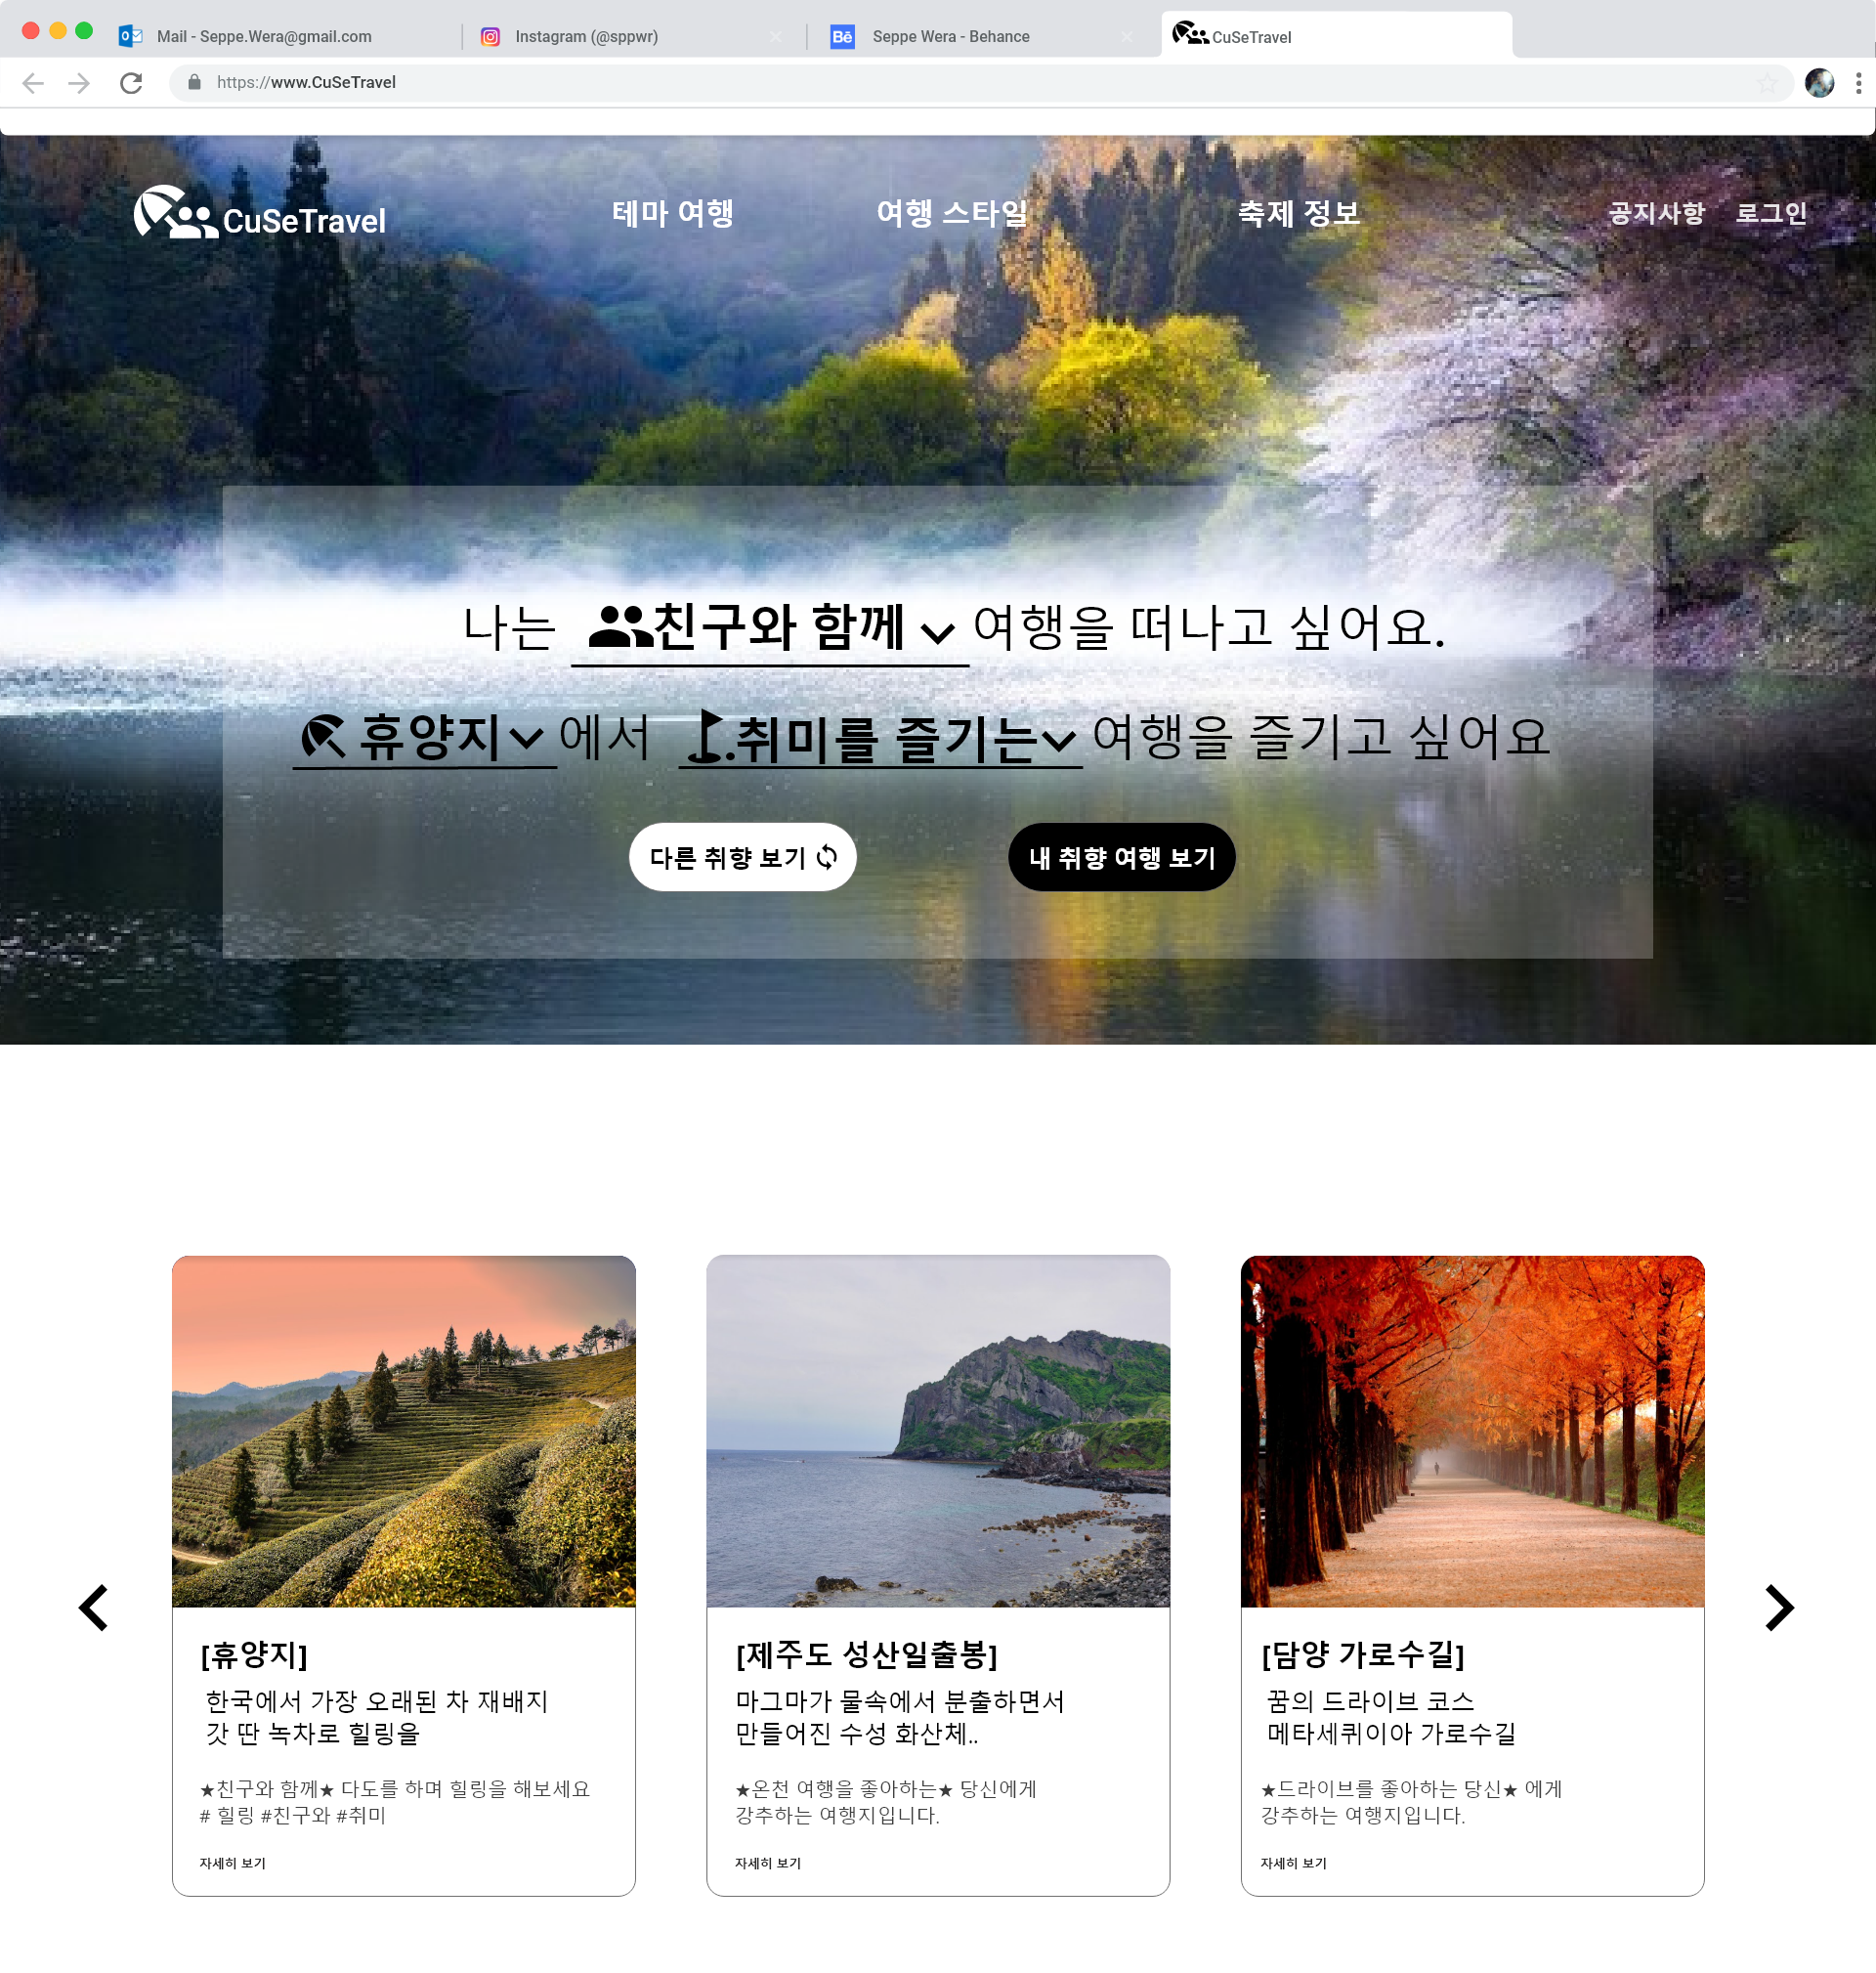 Mail - Seppe.Wera@gmail.com
Instagram (@sppwr)
Bē Seppe Wera - Behance
CuSeTravel
https://www.CuSeTravel
CuSeTravel
테마 여행
여행 스타일
축제 정보
공지사항
로그인
나는 친구와 함께 여행을 떠나고 싶어요.
휴양지 에서 .취미를 즐기는 여행을 즐기고 싶어요
다른 취향 보기
내 취향 여행 보기
[휴양지]
한국에서 가장 오래된 차 재배지
갓 딴 녹차로 힐링을
★친구와 함께★ 다도를 하며 힐링을 해보세요
# 힐링 #친구와 #취미
자세히 보기
[제주도 성산일출봉]
마그마가 물속에서 분출하면서
만들어진 수성 화산체..
★온천 여행을 좋아하는★ 당신에게
강추하는 여행지입니다.
자세히 보기
[담양 가로수길]
꿈의 드라이브 코스
메타세쿼이아 가로수길
★드라이브를 좋아하는 당신★ 에게
강추하는 여행지입니다.
자세히 보기